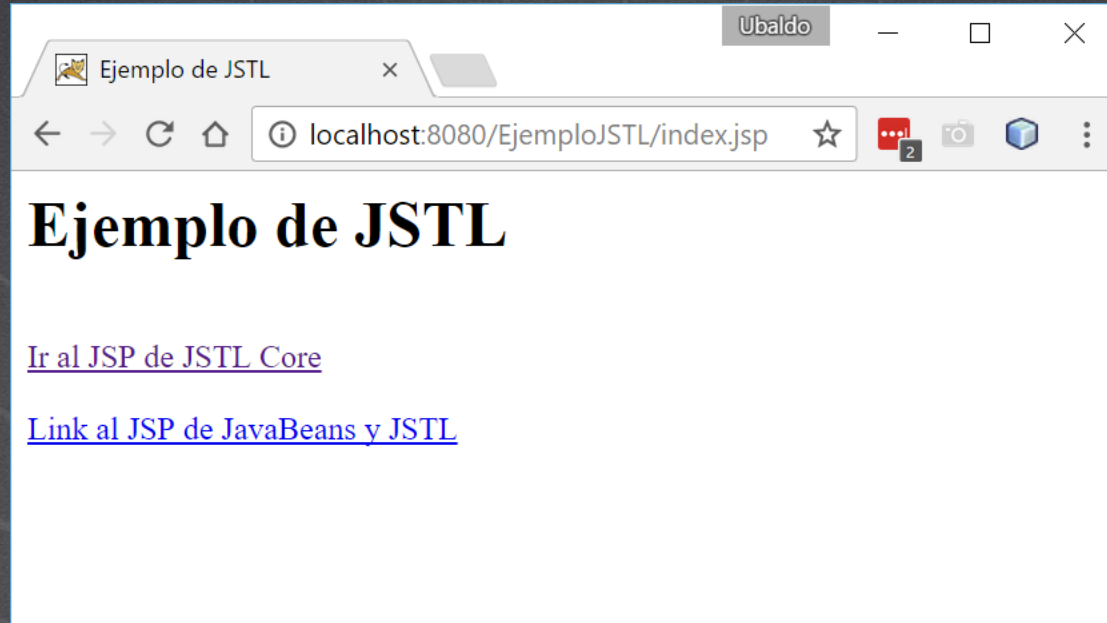 Ubaldo
Ejemplo de JSTL
localhost:8080/EjemploJSTL/index.jsp
2
Ejemplo de JSTL
Ir al JSP de JSTL Core
Link al JSP de JavaBeans y JSTL